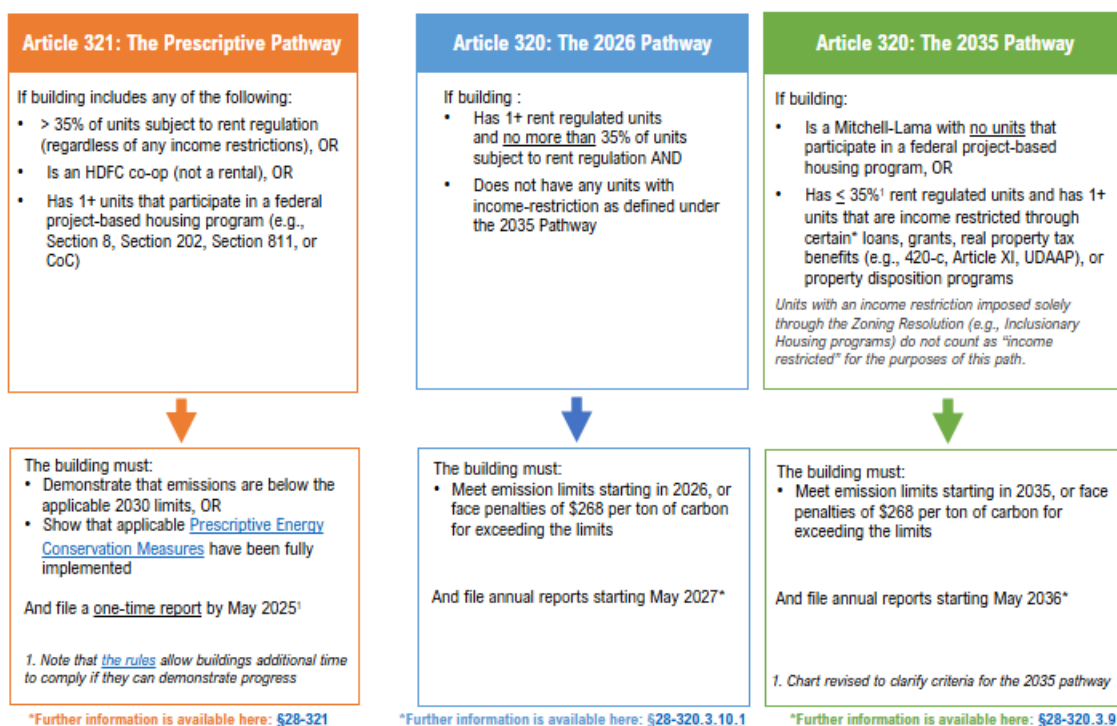 Article 321: The Prescriptive Pathway
If building includes any of the following:
• > 35% of units subject to rent regulation
(regardless of any income restrictions), OR
• Is an HDFC co-op (not a rental), OR
• Has 1+ units that participate in a federal
project-based housing program (e.g.,
Section 8, Section 202, Section 811, or
CoC)
The building must:
• Demonstrate that emissions are below the
applicable 2030 limits, OR
• Show that applicable Prescriptive Energy
Conservation Measures have been fully
implemented
And file a one-time report by May 2025¹
1. Note that the rules allow buildings additional time
to comply if they can demonstrate progress
*Further information is available here: §28-321
Article 320: The 2026 Pathway
If building :
• Has 1+ rent regulated units
and no more than 35% of units
subject to rent regulation AND
• Does not have any units with
income-restriction as defined under
the 2035 Pathway
The building must:
• Meet emission limits starting in 2026, or
face penalties of $268 per ton of carbon
for exceeding the limits
And file annual reports starting May 2027*
*Further information is available here: §28-320.3.10.1
Article 320: The 2035 Pathway
If building:
• Is a Mitchell-Lama with no units that
participate in a federal project-based
housing program, OR
• Has ≤ 35%¹ rent regulated units and has 1+
units that are income restricted through
certain* loans, grants, real property tax
benefits (e.g., 420-c, Article XI, UDAAP), or
property disposition programs
Units with an income restriction imposed solely
through the Zoning Resolution (e.g., Inclusionary
Housing programs) do not count as “income
restricted” for the purposes of this path.
The building must:
• Meet emission limits starting in 2035, or face
penalties of $268 per ton of carbon for
exceeding the limits
And file annual reports starting May 2036*
1. Chart revised to clarify criteria for the 2035 pathway
*Further information is available here: §28-320.3.9